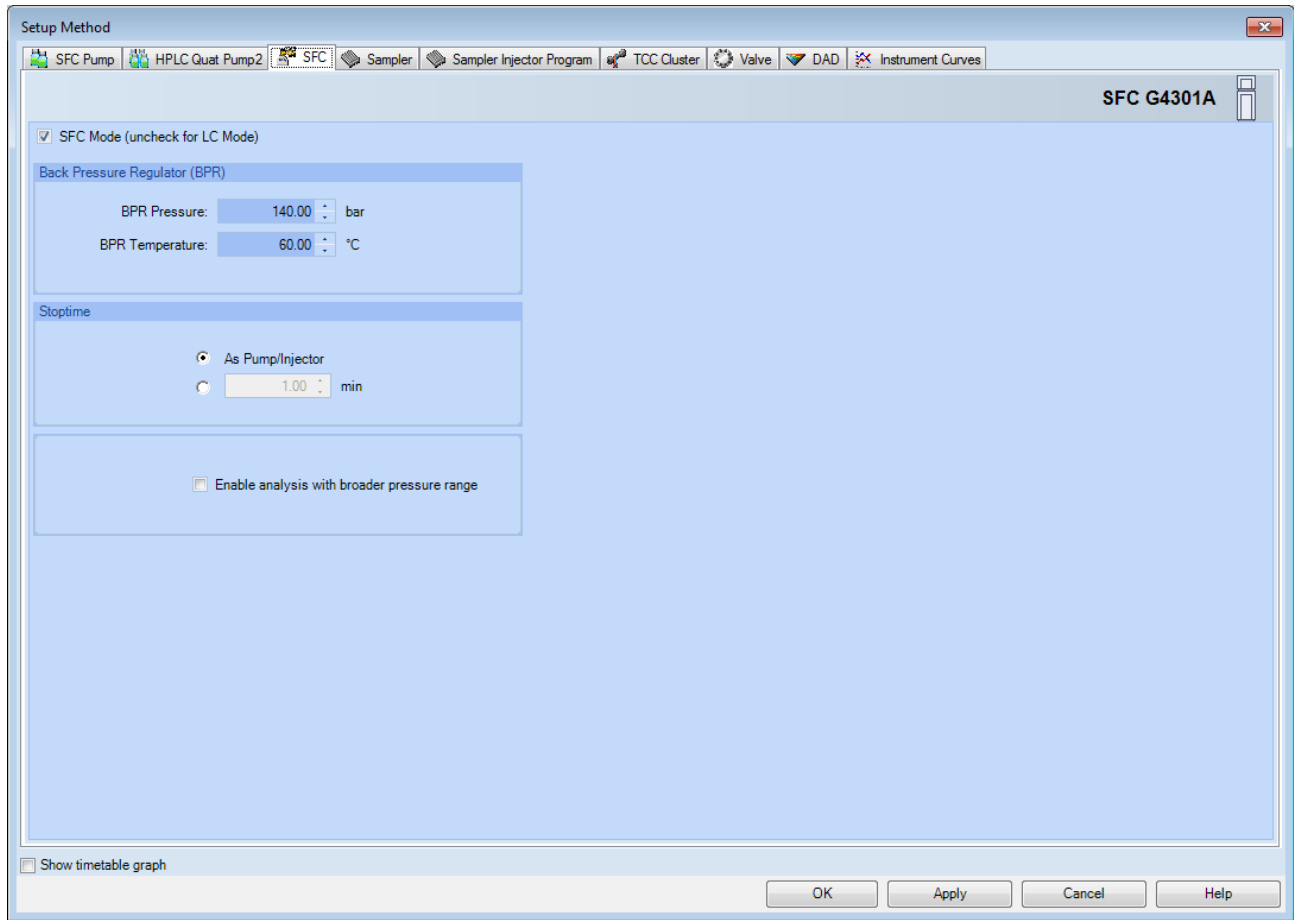 Setup Method
SFC Pump HPLC Quat Pump2 SFC Sampler Sampler Injector Program TCC Cluster Valve DAD Instrument Curves
SFC G4301A
SFC Mode (uncheck for LC Mode)
Back Pressure Regulator (BPR)
BPR Pressure: 140.00 bar
BPR Temperature: 60.00 °C
Stoptime
As Pump/Injector
1.00 min
Enable analysis with broader pressure range
Show timetable graph
OK Apply Cancel Help